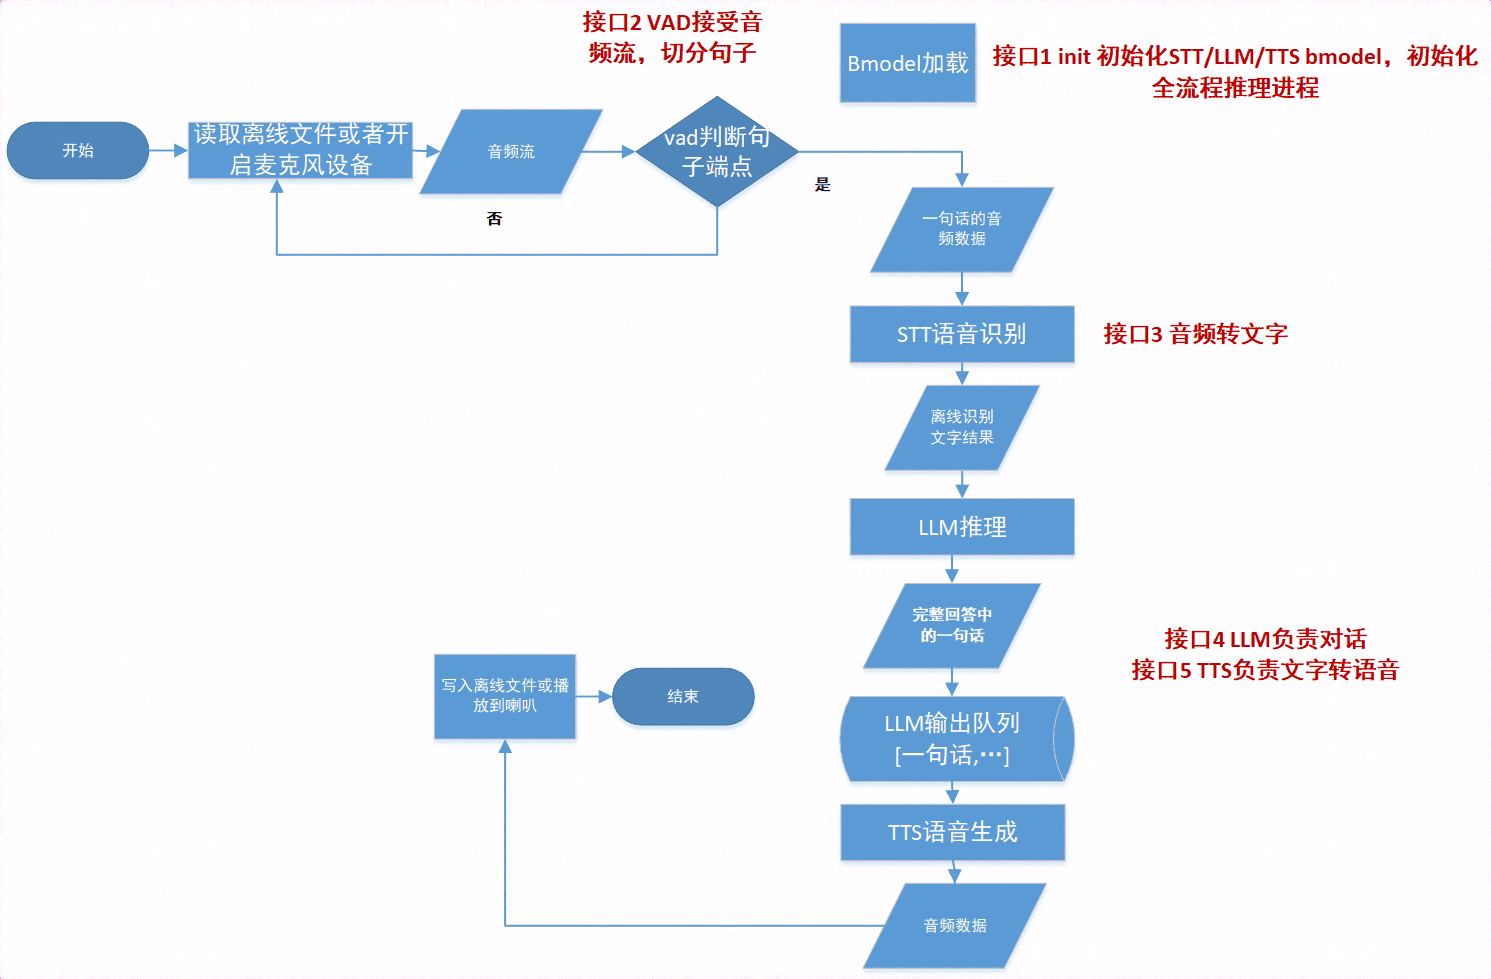 接口2 VAD接受音
频流，切分句子
Bmodel加载
接口1 init 初始化STT/LLM/TTS bmodel，初始化
全流程推理进程
开始
读取离线文件或者开
启麦克风设备
音频流
vad判断句
子端点
是
否
一句话的音
频数据
STT语音识别
接口3 音频转文字
离线识别
文字结果
LLM推理
完整回答中
的一句话
接口4 LLM负责对话
接口5 TTS负责文字转语音
写入离线文件或播
放到喇叭
结束
LLM输出队列
[一句话,…]
TTS语音生成
音频数据